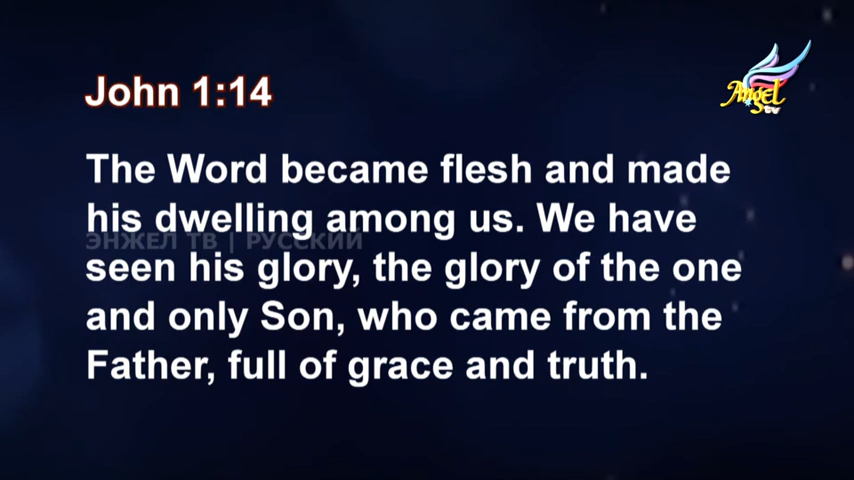 John 1:14
Angel
tv
The Word became flesh and made
his dwelling among us. We have
ЭНЖЕЛ ТВ | РУССКИЙ
seen his glory, the glory of the one
and only Son, who came from the
Father, full of grace and truth.